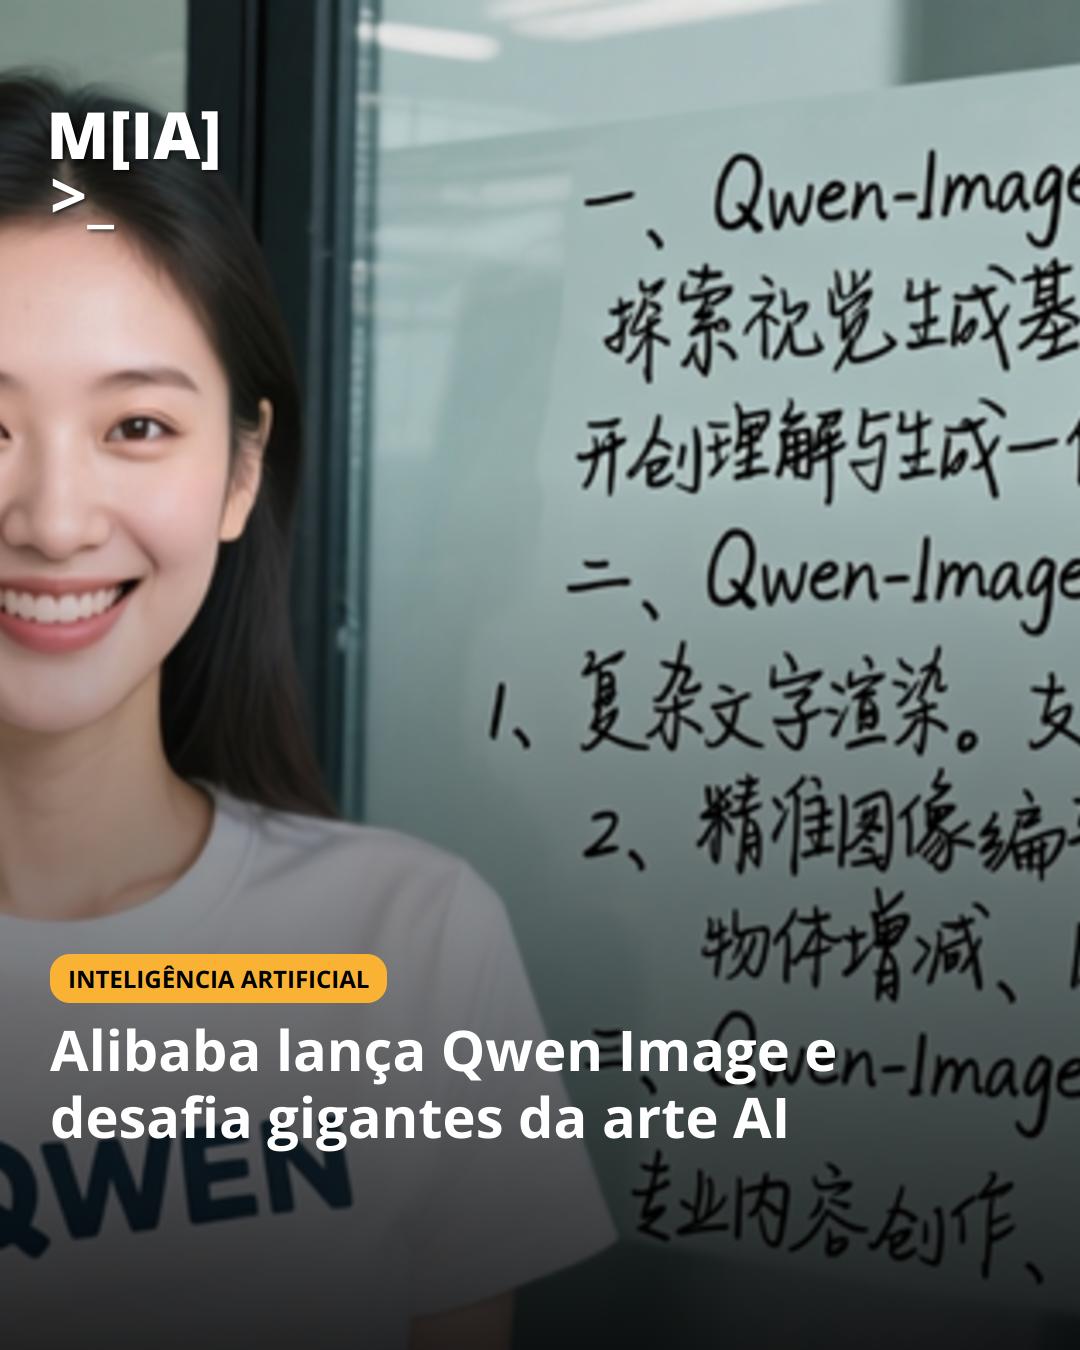 M[IA]
>_
一、Qwen-Image
探索视觉生成基
开创理解与生成一
二、Qwen-Image
1、复杂文字渲染。支
2、精准图像编
物体增减、
三、Qwen-Image
专业内容创作、
INTELIGÊNCIA ARTIFICIAL
Alibaba lança Qwen Image e
desafia gigantes da arte AI
QWEN